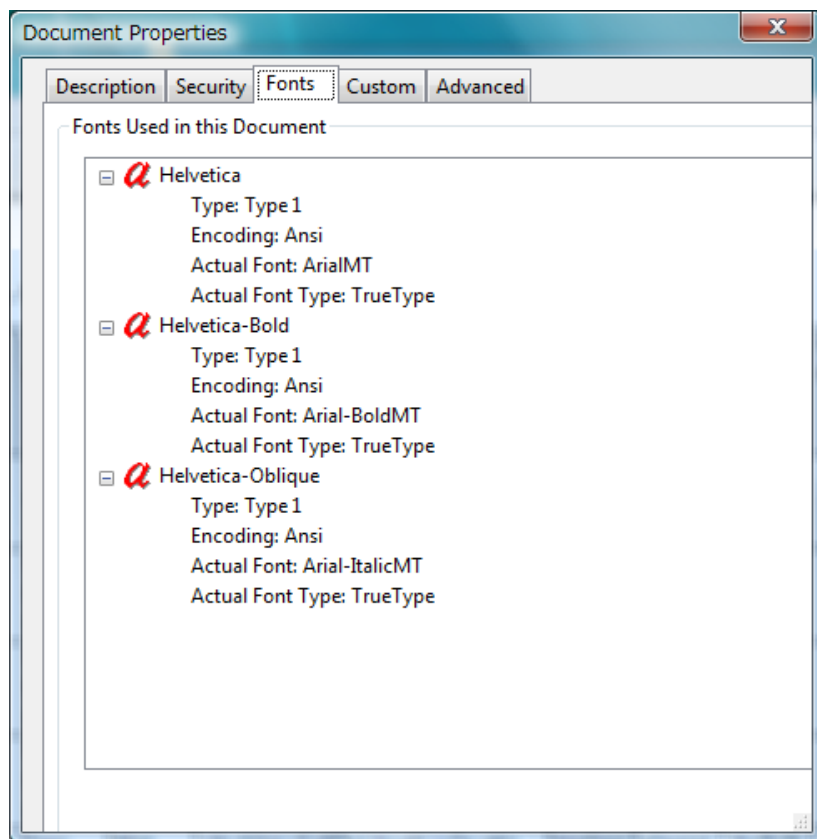 Document Properties
Description Security Fonts Custom Advanced
Fonts Used in this Document
Helvetica
Type: Type 1
Encoding: Ansi
Actual Font: ArialMT
Actual Font Type: TrueType
Helvetica-Bold
Type: Type 1
Encoding: Ansi
Actual Font: Arial-BoldMT
Actual Font Type: TrueType
Helvetica-Oblique
Type: Type 1
Encoding: Ansi
Actual Font: Arial-ItalicMT
Actual Font Type: TrueType